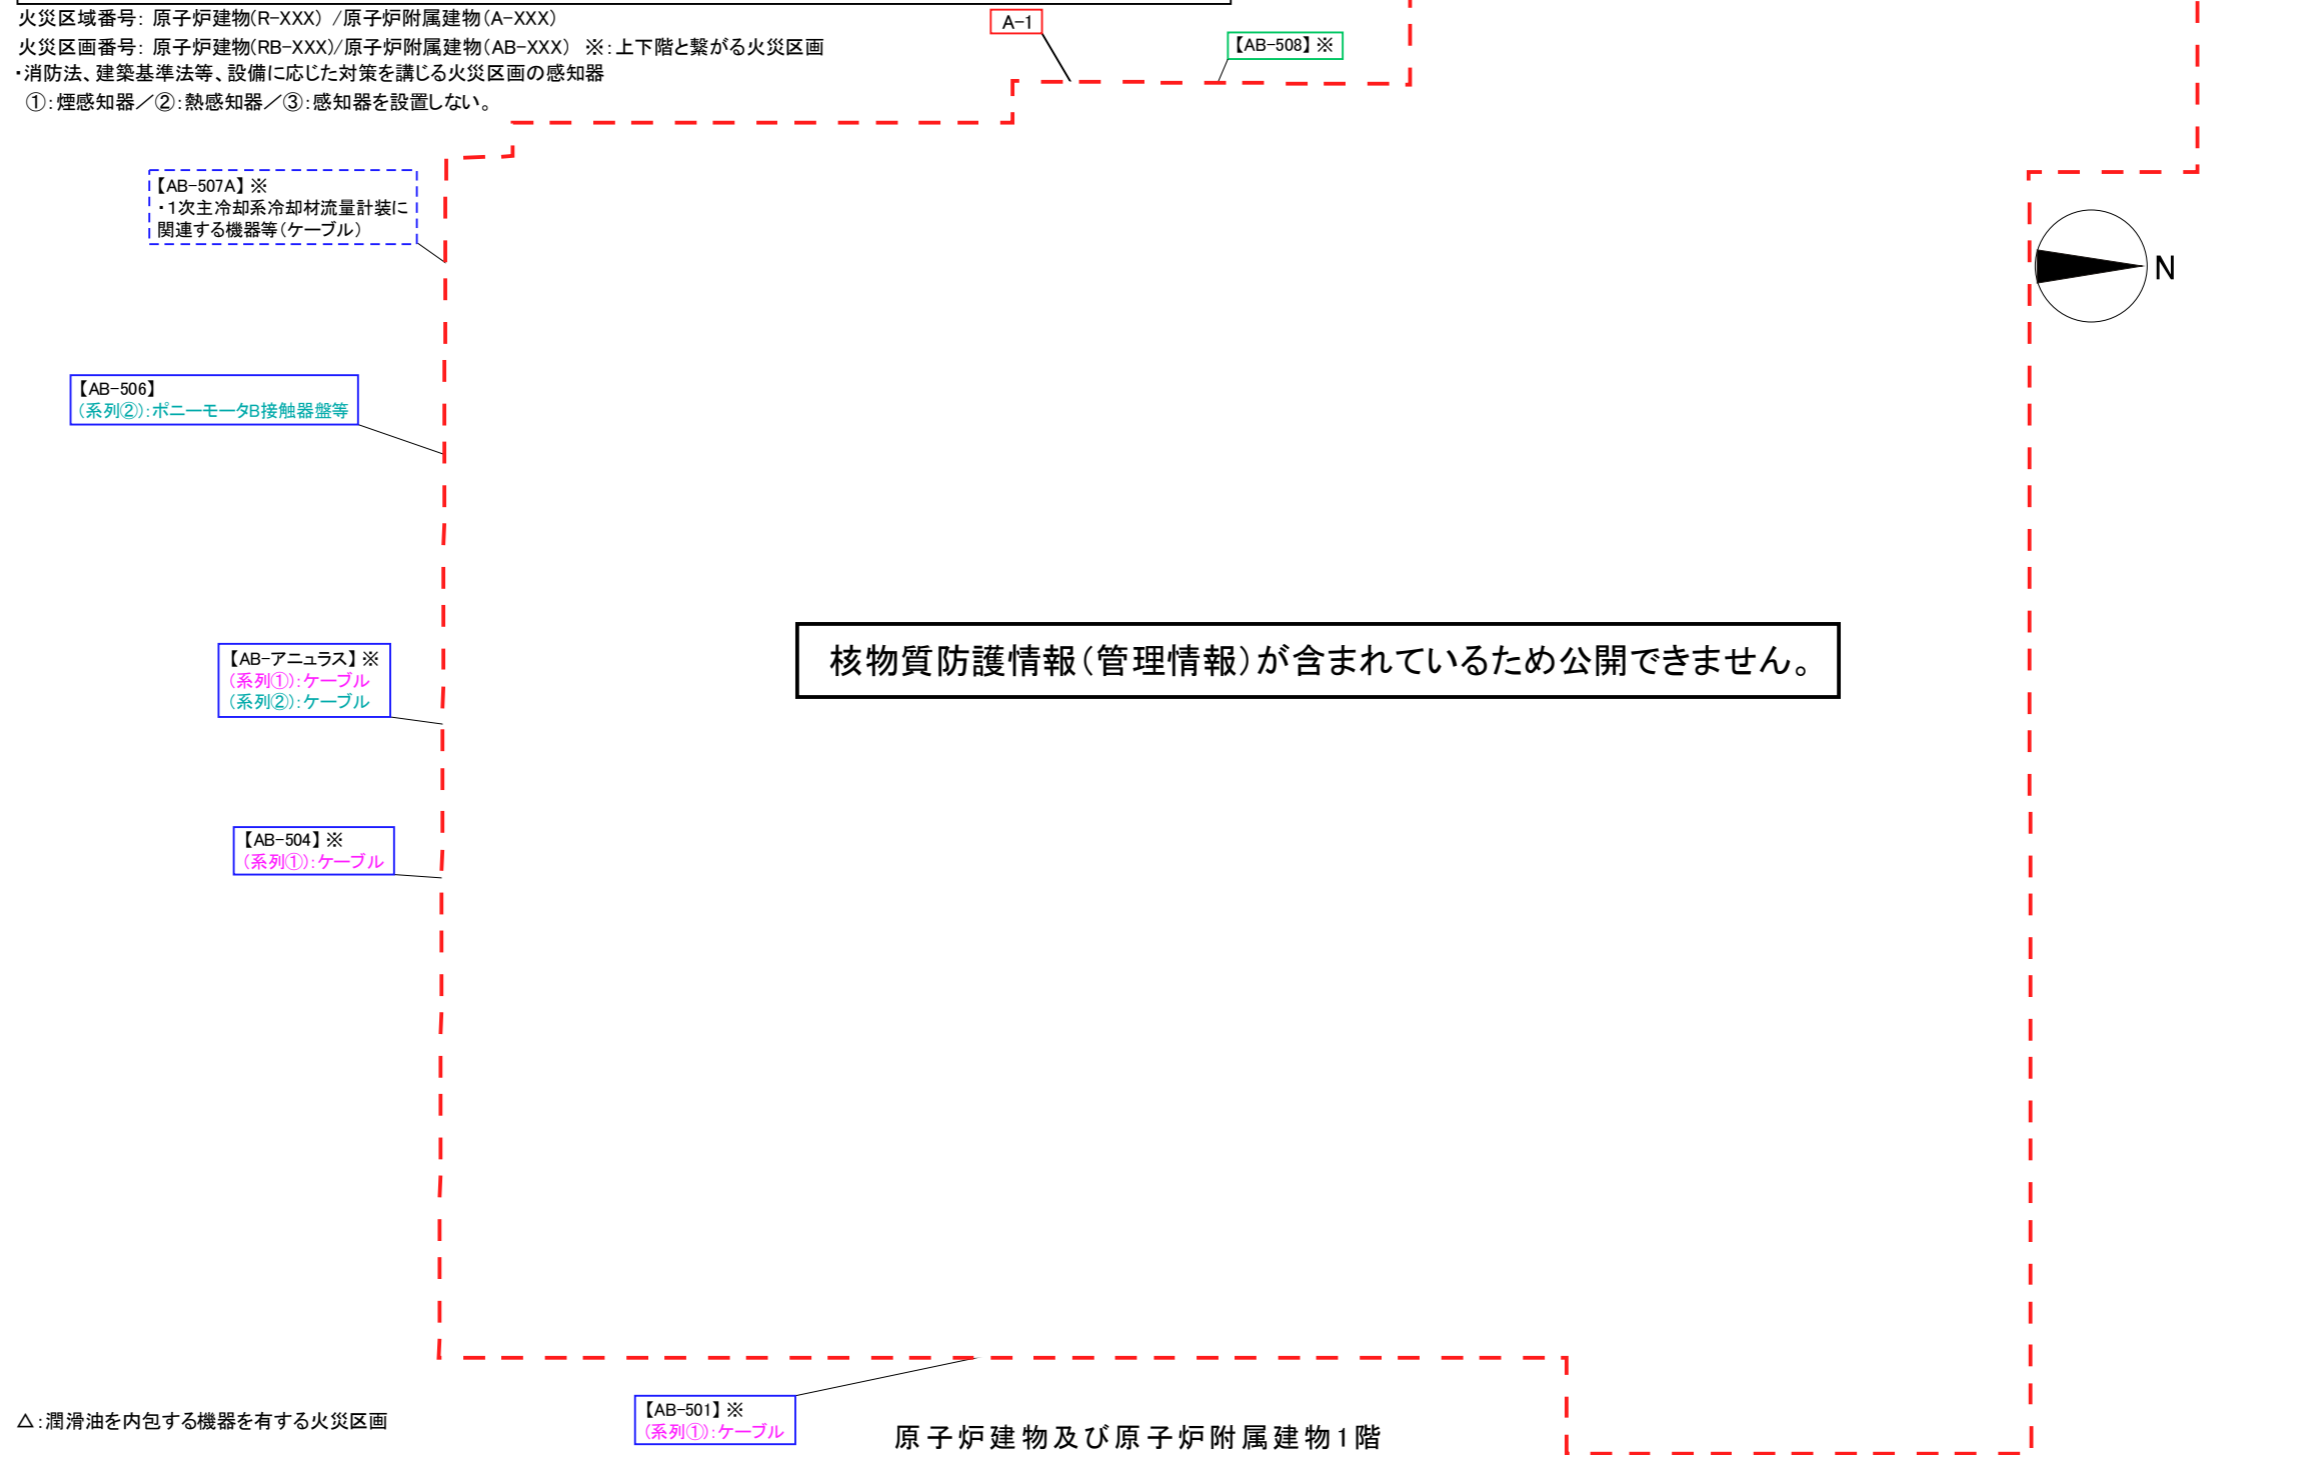 火災区域番号: 原子炉建物(R-XXX) /原子炉附属建物(A-XXX)
火災区画番号: 原子炉建物(RB-XXX)/原子炉附属建物(AB-XXX) ※:上下階と繋がる火災区画
・消防法、建築基準法等、設備に応じた対策を講じる火災区画の感知器
①:煙感知器／②:熱感知器／③:感知器を設置しない。
A-1
【AB-508】※
【AB-507A】※
・1次主冷却系冷却材流量計装に
関連する機器等(ケーブル)
N
【AB-506】
(系列②):ポニーモータB接触器盤等
核物質防護情報(管理情報)が含まれているため公開できません。
【AB-アニュラス】※
(系列①):ケーブル
(系列②):ケーブル
【AB-504】※
(系列①):ケーブル
【AB-501】※
(系列①):ケーブル
△:潤滑油を内包する機器を有する火災区画
原子炉建物及び原子炉附属建物1階